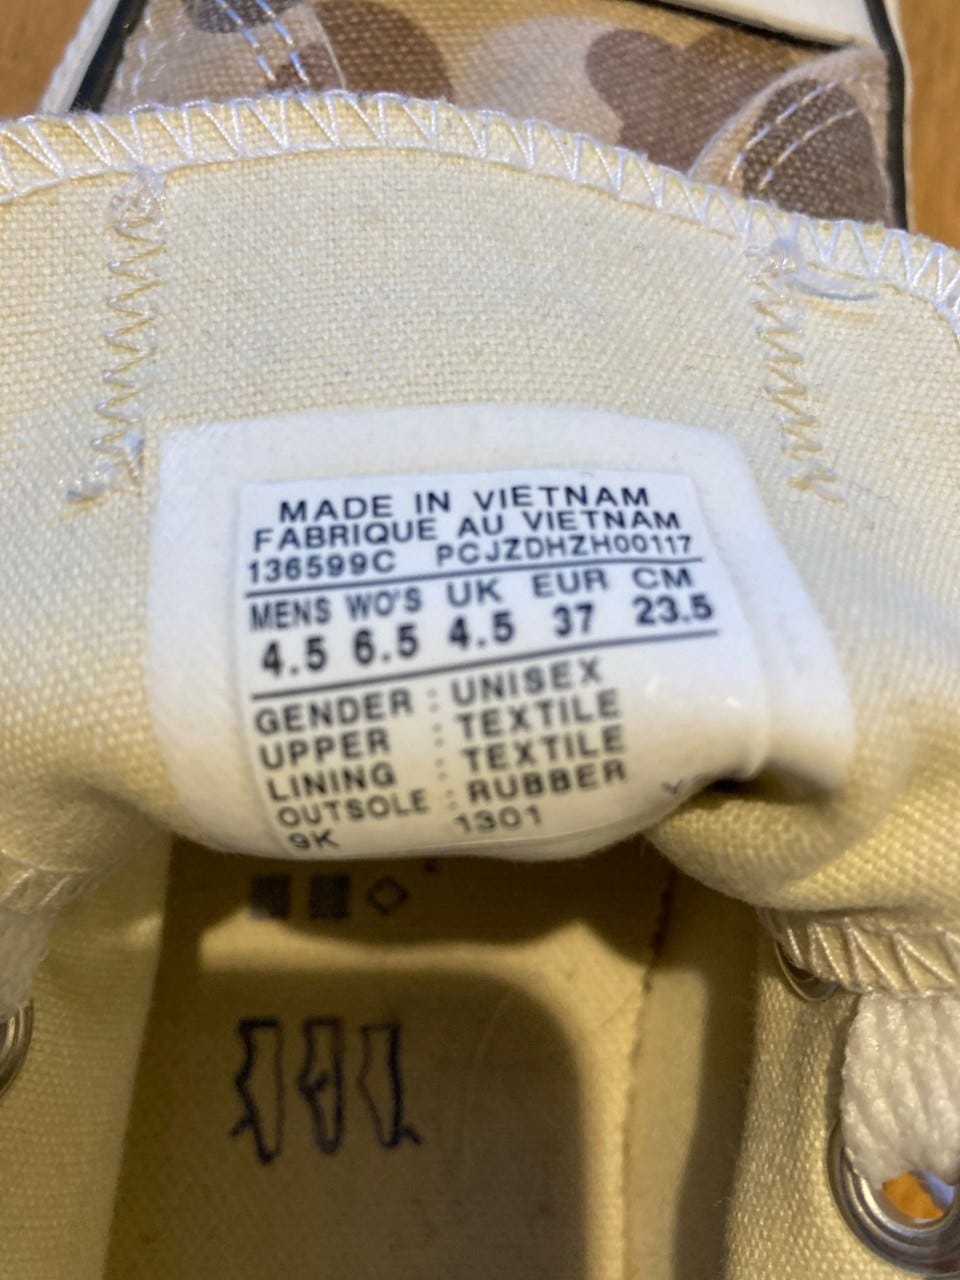 MADE IN VIETNAM
FABRIQUE AU VIETNAM
136599C PCJZDHZH00117
MENS WO'S UK EUR CM
4.5 6.5 4.5 37 23.5
GENDER : UNISEX
UPPER : TEXTILE
LINING : TEXTILE
OUTSOLE : RUBBER
9K 1301 Y